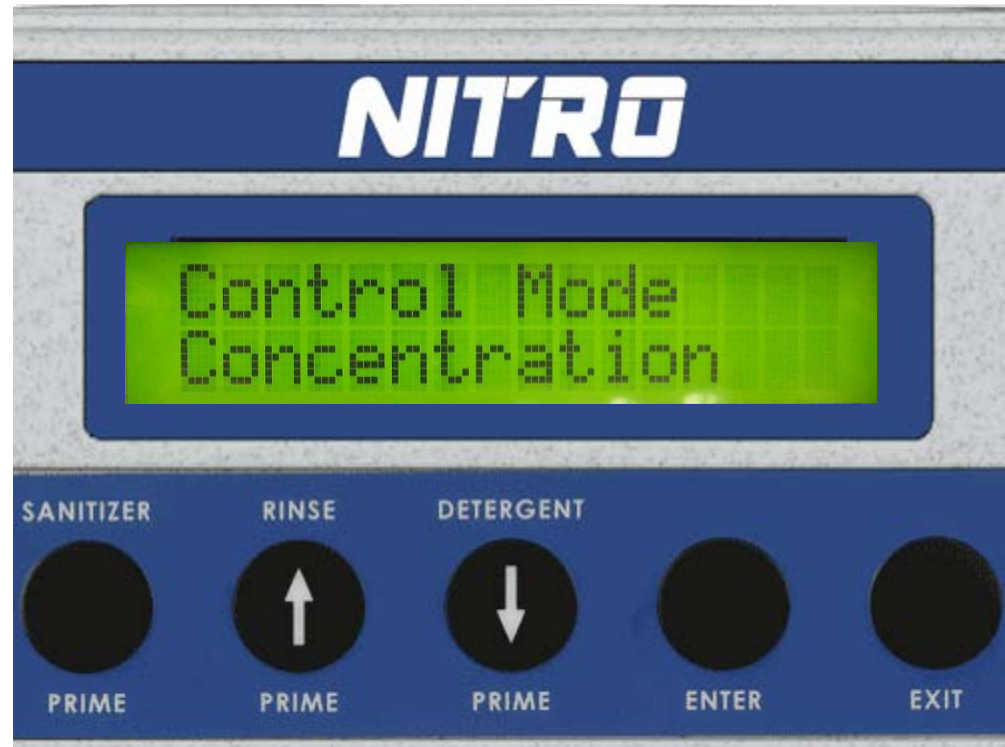 NITRO
Control Mode
Concentration
SANITIZER RINSE DETERGENT
PRIME PRIME PRIME ENTER EXIT